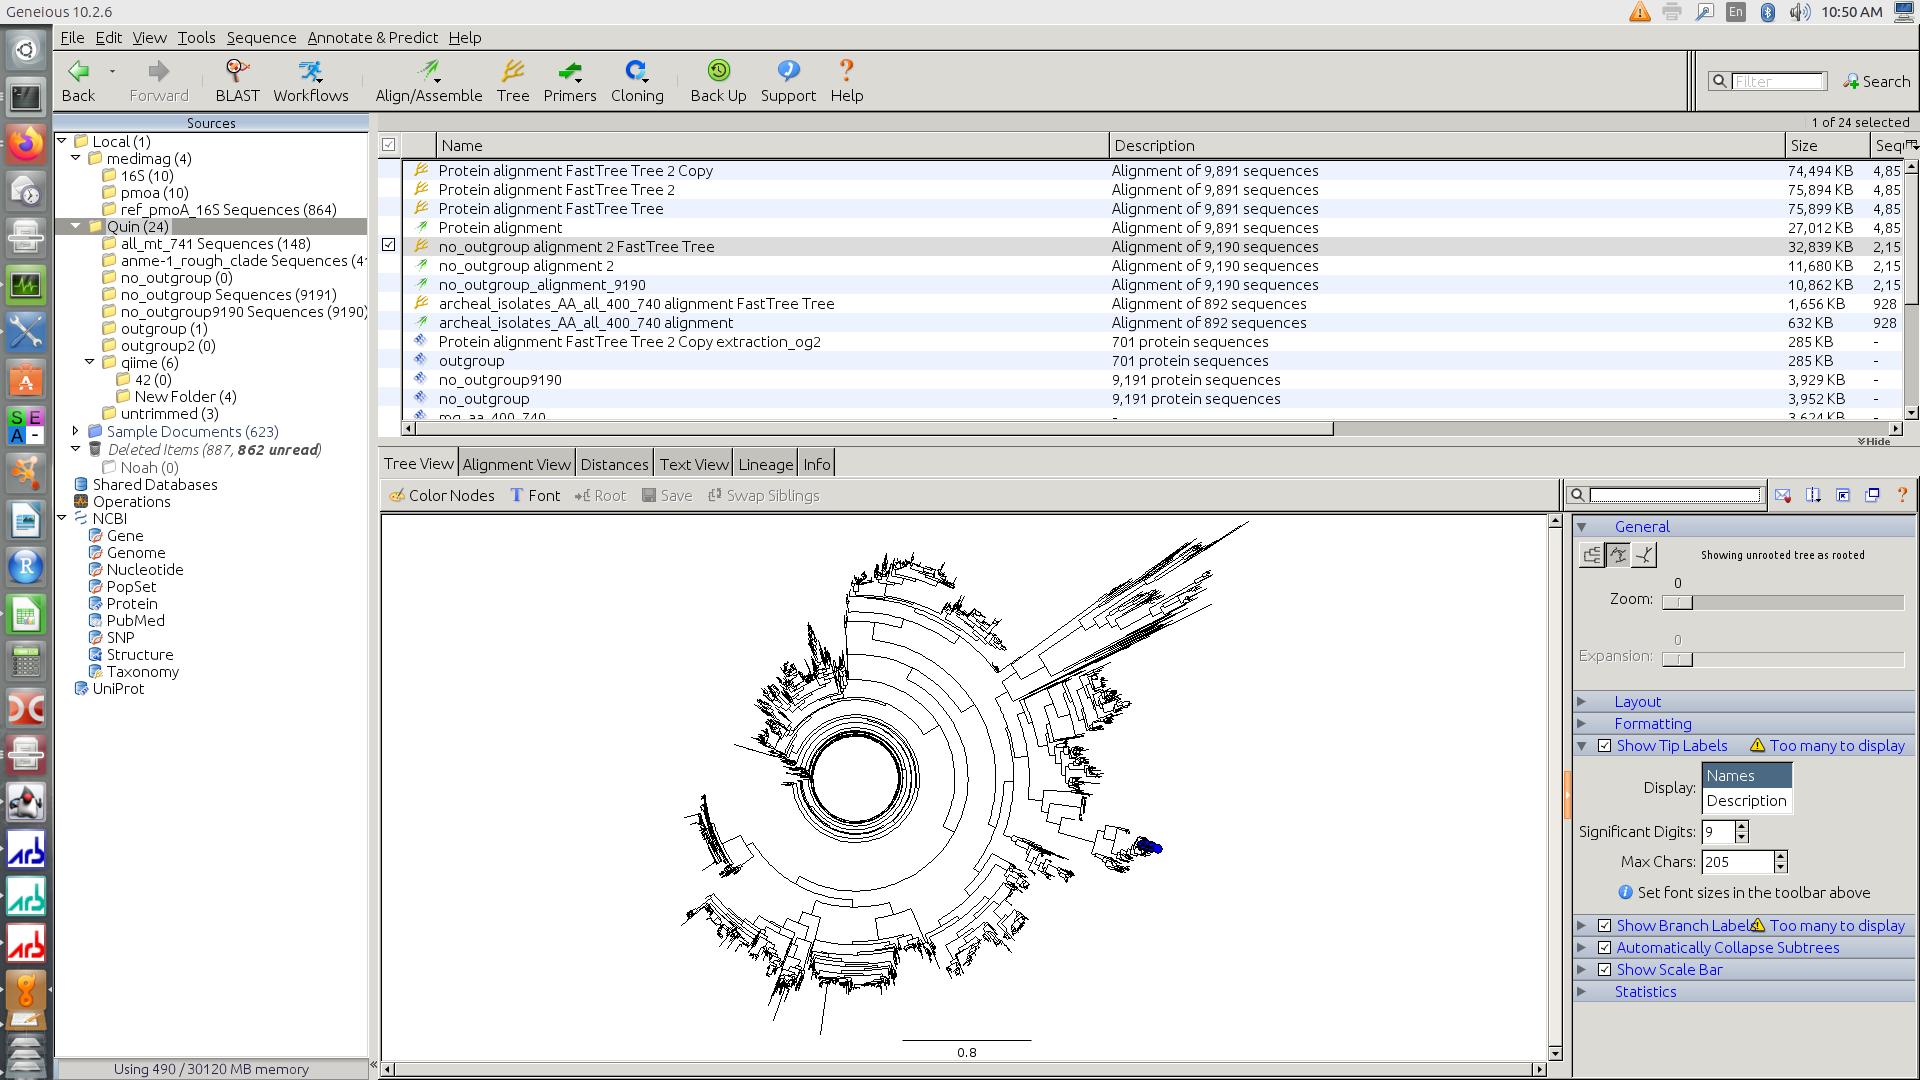 Geneious 10.2.6
En
10:50 AM
File Edit View Tools Sequence Annotate & Predict Help
Back Forward BLAST Workflows Align/Assemble Tree Primers Cloning Back Up Support Help
Filter
Search
Sources
1 of 24 selected
Local (1)
medimag (4)
16S (10)
pmoa (10)
ref_pmoA_16S Sequences (864)
Quin (24)
all_mt_741 Sequences (148)
anme-1_rough_clade Sequences (41
no_outgroup (0)
no_outgroup Sequences (9191)
no_outgroup9190 Sequences (9190)
outgroup (1)
outgroup2 (0)
qiime (6)
42 (0)
New Folder (4)
untrimmed (3)
Sample Documents (623)
Deleted Items (887, 862 unread)
Noah (0)
Shared Databases
Operations
NCBI
Gene
Genome
Nucleotide
PopSet
Protein
PubMed
SNP
Structure
Taxonomy
UniProt
Using 490 / 30120 MB memory
Name Description Size Sequ
Protein alignment FastTree Tree 2 Copy Alignment of 9,891 sequences 74,494 KB 4,85
Protein alignment FastTree Tree 2 Alignment of 9,891 sequences 75,894 KB 4,85
Protein alignment FastTree Tree Alignment of 9,891 sequences 75,899 KB 4,85
Protein alignment Alignment of 9,891 sequences 27,012 KB 4,85
no_outgroup alignment 2 FastTree Tree Alignment of 9,190 sequences 32,839 KB 2,15
no_outgroup alignment 2 Alignment of 9,190 sequences 11,680 KB 2,15
no_outgroup_alignment_9190 Alignment of 9,190 sequences 10,862 KB 2,15
archeal_isolates_AA_all_400_740 alignment FastTree Tree Alignment of 892 sequences 1,656 KB 928
archeal_isolates_AA_all_400_740 alignment Alignment of 892 sequences 632 KB 928
Protein alignment FastTree Tree 2 Copy extraction_og2 701 protein sequences 285 KB -
outgroup 701 protein sequences 285 KB -
no_outgroup9190 9,191 protein sequences 3,929 KB -
no_outgroup 9,191 protein sequences 3,952 KB -
mg_aa_400_740 - 3,624 KB -
Hide
Tree View Alignment View Distances Text View Lineage Info
Color Nodes Font Root Save Swap Siblings
General
Showing unrooted tree as rooted
0
Zoom:
0
Expansion:
Layout
Formatting
Show Tip Labels Too many to display
Display: Names
Description
Significant Digits: 9
Max Chars: 205
Set font sizes in the toolbar above
Show Branch Labels Too many to display
Automatically Collapse Subtrees
Show Scale Bar
Statistics
0.8
S E
A -
R
arb
arb
arb